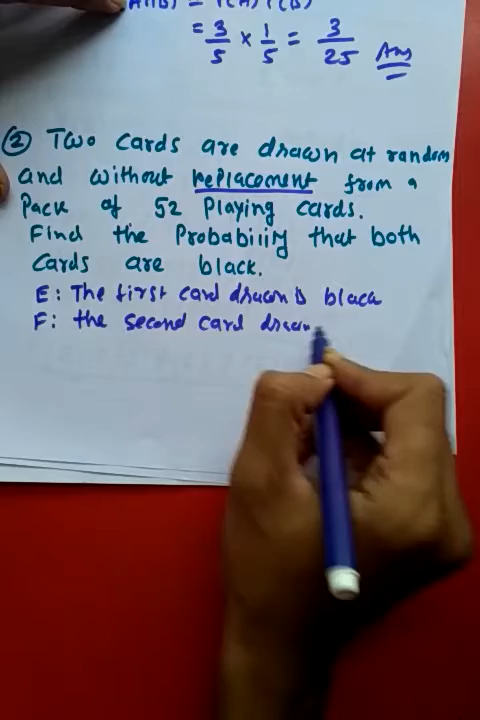 = P(A) P(B)
= 3/5 × 1/5 = 3/25 Ans
② Two cards are drawn at random
and without replacement from a
Pack of 52 Playing cards.
Find the Probability that both
cards are black.
E: The first card drawn is black
F: the second card drawn